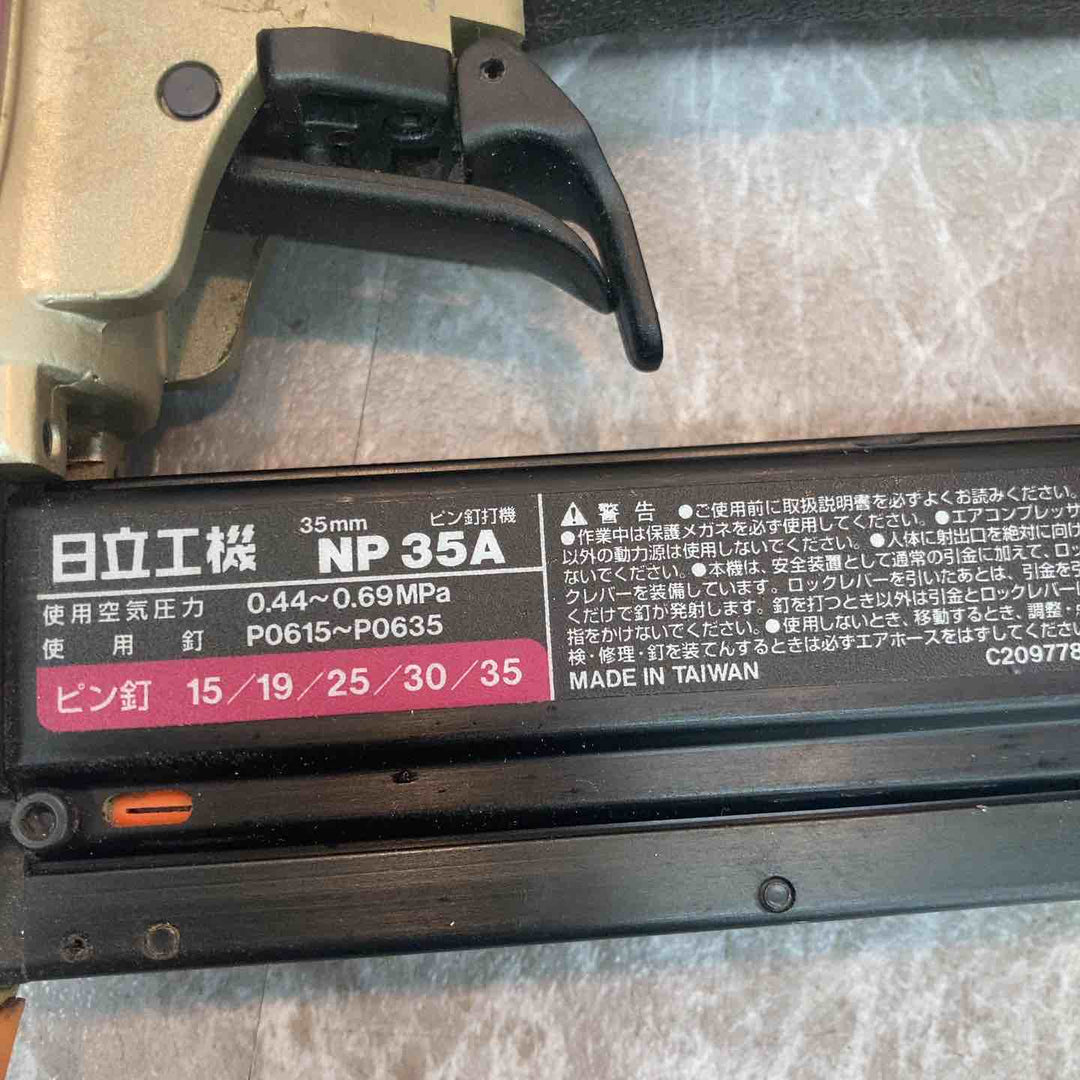 35mm ピン釘打機
日立工機 NP 35A
使用空気圧力 0.44～0.69MPa
使用釘 P0615～P0635
ピン釘 15/19/25/30/35
警告 ●ご使用前に取扱説明書を必ずよくお読みください。
●作業中は保護メガネを必ず使用してください。●エアコンプレッサ
以外の動力源は使用しないでください。●人体に射出口を絶対に向け
ないでください。●本機は、安全装置として通常の引金に加えて、ロッ
クレバーを装備しています。ロックレバーを引いたあとは、引金を引
くだけで釘が発射します。釘を打つとき以外は引金とロックレバーに
指をかけないでください。●使用しないとき、移動するとき、調整・点
検・修理・釘を装てんするときは必ずエアホースをはずしてください
MADE IN TAIWAN C209778